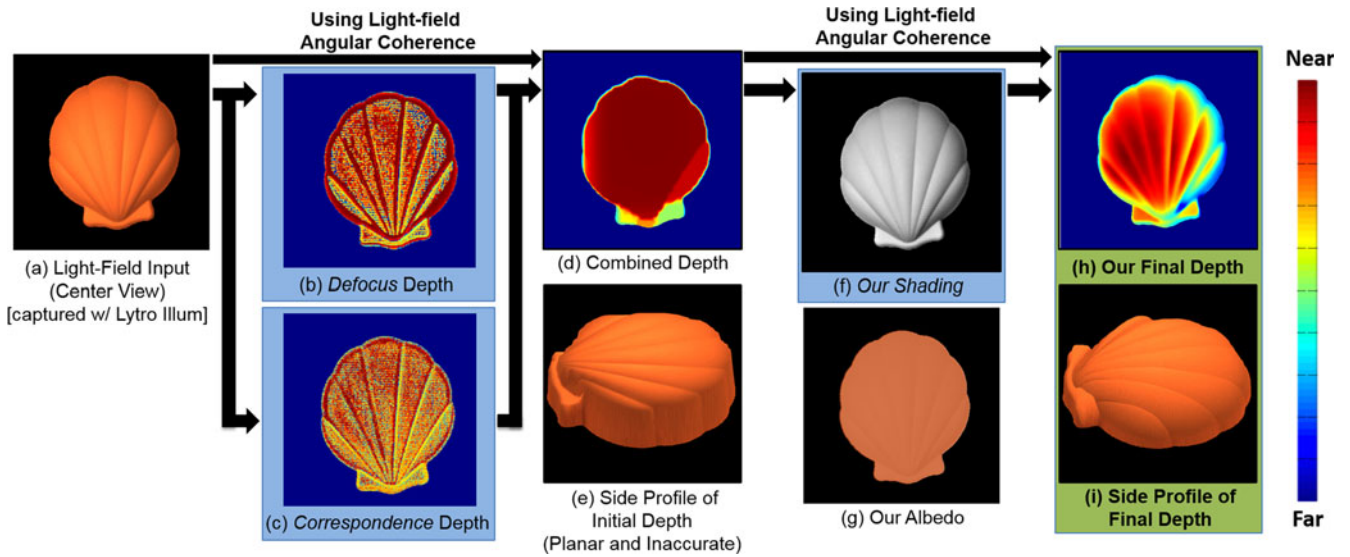 Using Light-field
Angular Coherence
Using Light-field
Angular Coherence
Near
(a) Light-Field Input
(Center View)
[captured w/ Lytro Illum]
(b) Defocus Depth
(d) Combined Depth
(f) Our Shading
(h) Our Final Depth
(c) Correspondence Depth
(e) Side Profile of
Initial Depth
(Planar and Inaccurate)
(g) Our Albedo
(i) Side Profile of
Final Depth
Far